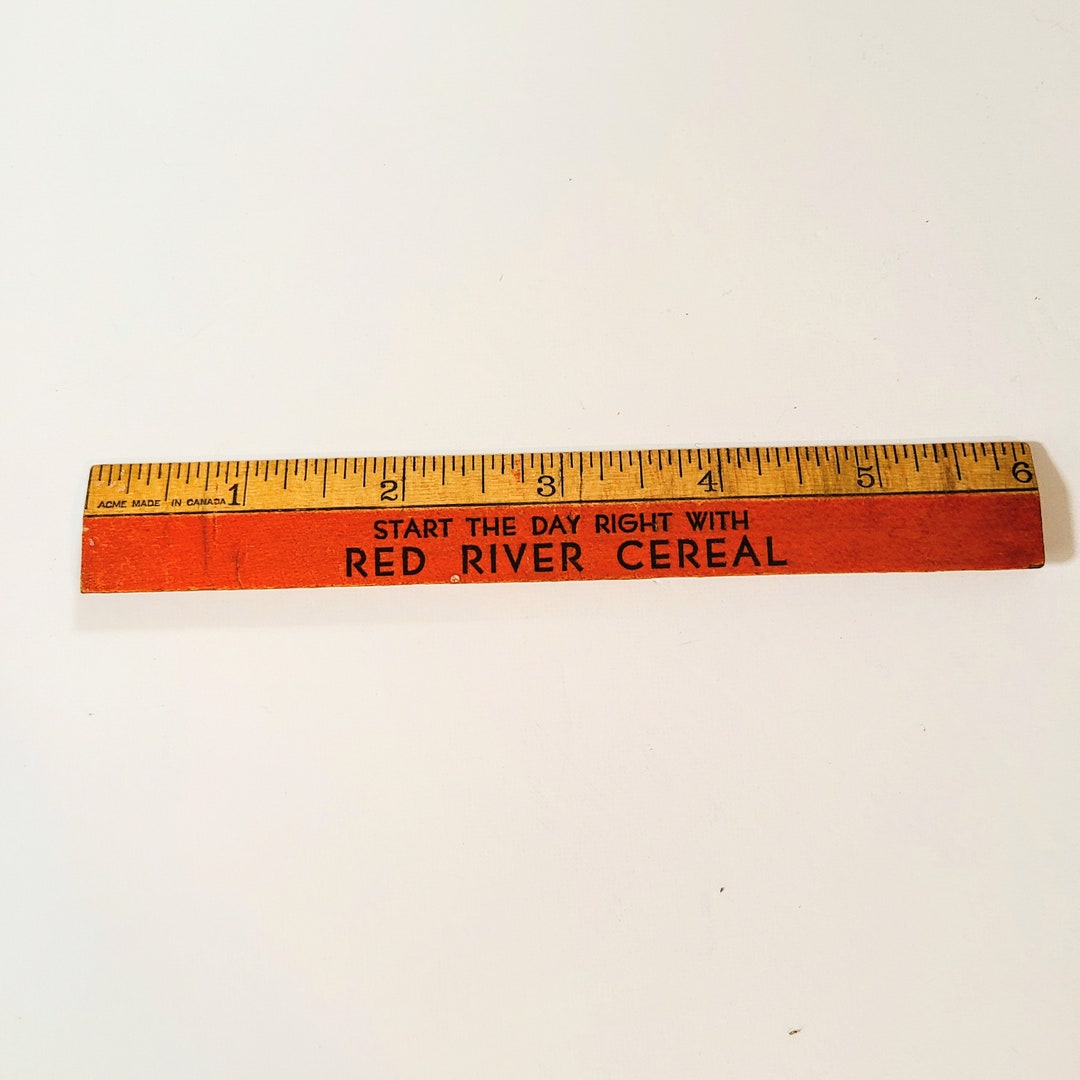 1 2 3 4 5 6
ACME MADE IN CANADA
START THE DAY RIGHT WITH
RED RIVER CEREAL